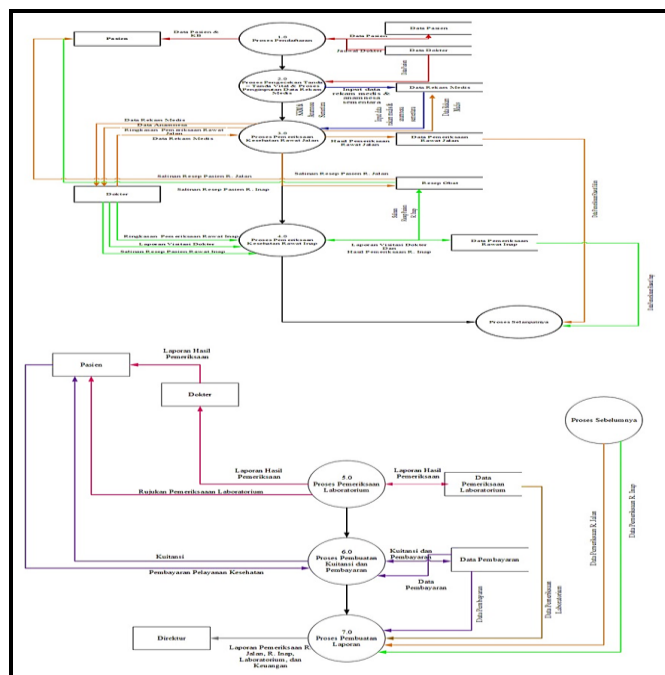 Pasien
Data Pasien &
KB
1.0
Proses Pendaftaran
Data Pasien
Jadwal Dokter
Data Pasien
Data Dokter
2.0
Proses Pengecekan Tanda
– Tanda Vital & Proses
Penginputan Data Rekam
Medis
Input data
rekam medis &
anamnesa
sementara
Data Rekam Medis
3.0
Proses Pemeriksaan
Kesehatan Rawat Jalan
Hasil Pemeriksaan
Rawat Jalan
Data Pemeriksaan
Rawat Jalan
Data Rekam Medis
Data Anamnesa
Ringkasan Pemeriksaan Rawat
Jalan
Data Rekam Medis
Salinan Resep Pasien R. Jalan
Salinan Resep Pasien R. Jalan
Salinan Resep Pasien R. Inap
Resep Obat
Dokter
Ringkasan Pemeriksaan Rawat Inap
Laporan Visitasi Dokter
Salinan Resep Pasien Rawat Inap
4.0
Proses Pemeriksaan
Kesehatan Rawat Inap
Laporan Visitasi Dokter
Dan
Hasil Pemeriksaan R. Inap
Data Pemeriksaan
Rawat Inap
Proses Selanjutnya
Pasien
Laporan Hasil
Pemeriksaan
Dokter
Proses Sebelumnya
Laporan Hasil
Pemeriksaan
Rujukan Pemeriksaaan Laboratorium
5.0
Proses Pemeriksaan
Laboratorium
Laporan Hasil
Pemeriksaan
Data
Pemeriksaan
Laboratorium
Data Pemeriksaan R. Jalan
Data Pemeriksaan R. Inap
Kuitansi
Pembayaran Pelayanan Kesehatan
6.0
Proses Pembuatan
Kuitansi dan
Pembayaran
Kuitansi dan
Pembayaran
Data
Pembayaran
Data Pembayaran
Data Pembayaran
Data Pemeriksaan
Laboratorium
Direktur
7.0
Proses Pembuatan
Laporan
Laporan Pemeriksaan R.
Jalan, R. Inap,
Laboratorium, dan
Keuangan